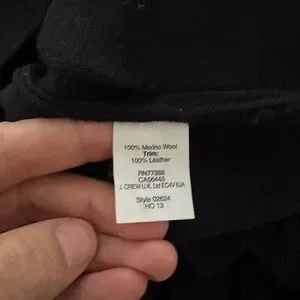 100% Merino Wool
Trim:
100% Leather
RN77388
CA56445
J. CREW U.K. Ltd EC4V 6JA
Style 02624
HO 13